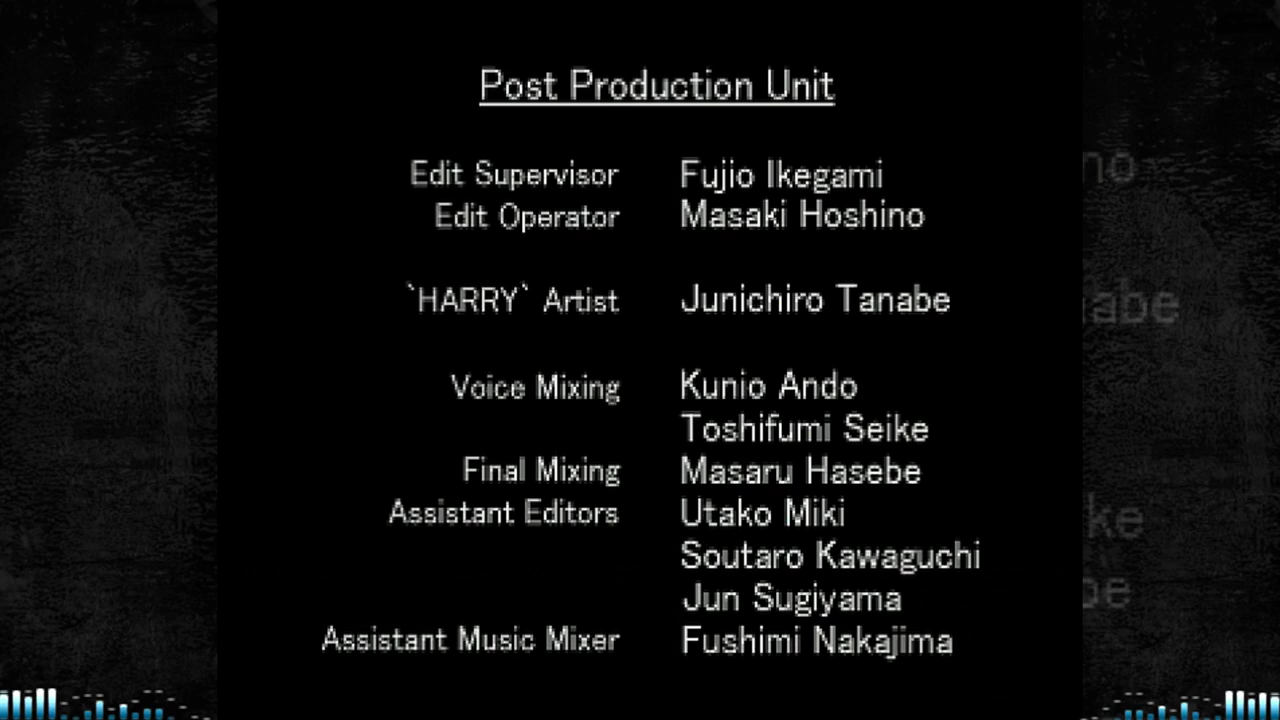 Post Production Unit
Edit Supervisor Fujio Ikegami
Edit Operator Masaki Hoshino
`HARRY` Artist Junichiro Tanabe
Voice Mixing Kunio Ando
Toshifumi Seike
Final Mixing Masaru Hasebe
Assistant Editors Utako Miki
Soutaro Kawaguchi
Jun Sugiyama
Assistant Music Mixer Fushimi Nakajima